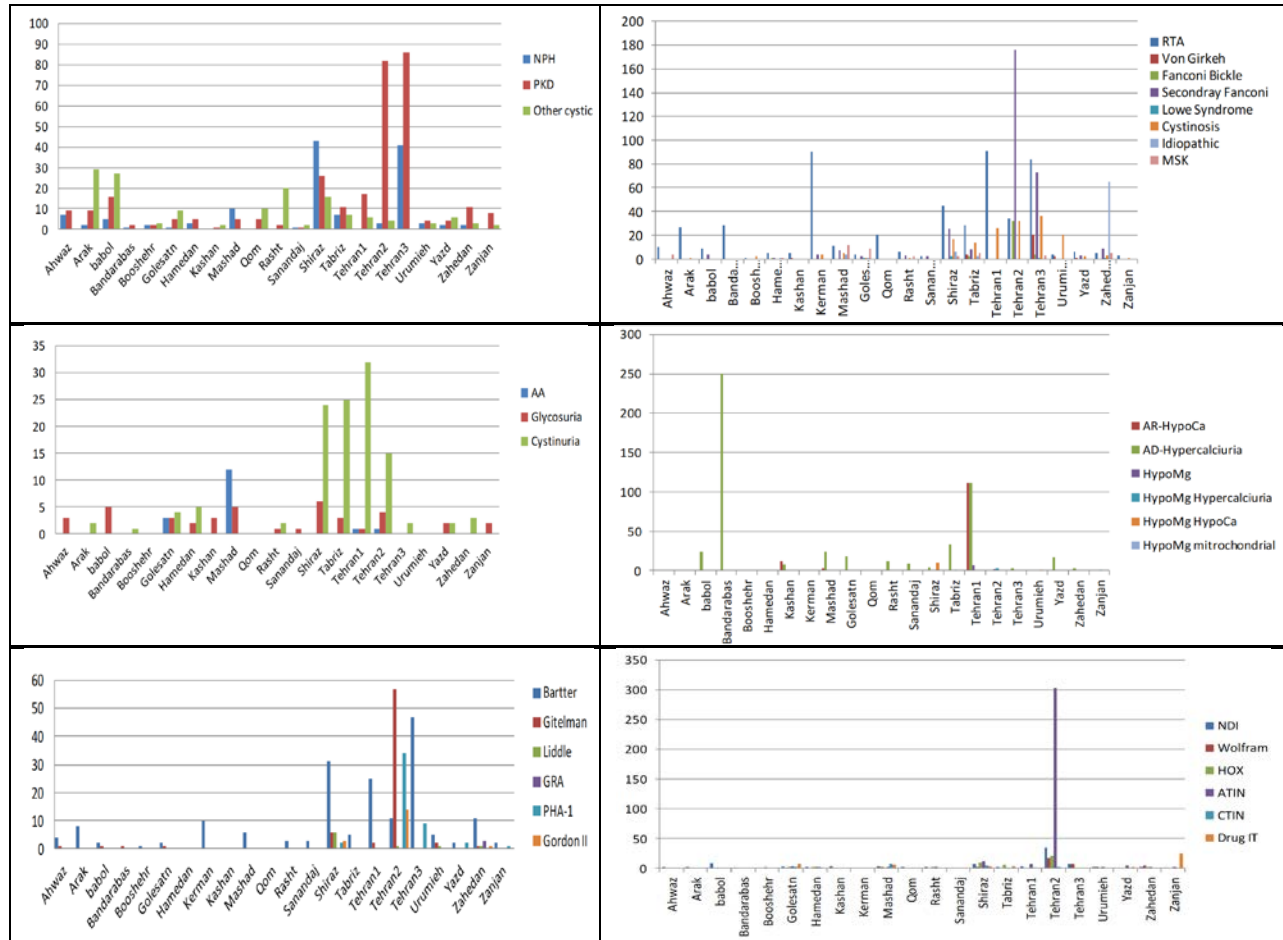 100
90
80
70
60
50
40
30
20
10
0
Ahwaz
Arak
babol
Bandarabas
Booshehr
Golesatn
Hamedan
Kashan
Mashad
Qom
Rasht
Sanandaj
Shiraz
Tabriz
Tehran1
Tehran2
Tehran3
Urumieh
Yazd
Zahedan
Zanjan
NPH
PKD
Other cystic
200
180
160
140
120
100
80
60
40
20
0
Ahwaz
Arak
babol
Banda...
Boosh...
Hame...
Kashan
Kerman
Mashad
Goles...
Qom
Rasht
Sanan...
Shiraz
Tabriz
Tehran1
Tehran2
Tehran3
Urumi...
Yazd
Zahed...
Zanjan
RTA
Von Girkeh
Fanconi Bickle
Secondray Fanconi
Lowe Syndrome
Cystinosis
Idiopathic
MSK
35
30
25
20
15
10
5
0
Ahwaz
Arak
babol
Bandarabas
Booshehr
Golesatn
Hamedan
Kashan
Mashad
Qom
Rasht
Sanandaj
Shiraz
Tabriz
Tehran1
Tehran2
Tehran3
Urumieh
Yazd
Zahedan
Zanjan
AA
Glycosuria
Cystinuria
300
250
200
150
100
50
0
Ahwaz
Arak
babol
Bandarabas
Booshehr
Hamedan
Kashan
Kerman
Mashad
Golesatn
Qom
Rasht
Sanadaj
Shiraz
Tabriz
Tehran1
Tehran2
Tehran3
Urumieh
Yazd
Zahedan
Zanjan
AR-HypoCa
AD-Hypercalciuria
HypoMg
HypoMg Hypercalciuria
HypoMg HypoCa
HypoMg mitrochondrial
60
50
40
30
20
10
0
Ahwaz
Arak
babol
Bandarabas
Booshehr
Golesatn
Hamedan
Kerman
Kashan
Mashad
Qom
Rasht
Sanandaj
Shiraz
Tabriz
Tehran1
Tehran2
Tehran3
Urumieh
Yazd
Zahedan
Zanjan
Bartter
Gitelman
Liddle
GRA
PHA-1
Gordon II
350
300
250
200
150
100
50
0
Ahwaz
Arak
babol
Bandarabas
Booshehr
Golesatn
Hamedan
Kashan
Kerman
Mashad
Qom
Rasht
Sanandaj
Shiraz
Tabriz
Tehran1
Tehran2
Tehran3
Urumieh
Yazd
Zahedan
Zanjan
NDI
Wolfram
HOX
ATIN
CTIN
Drug IT